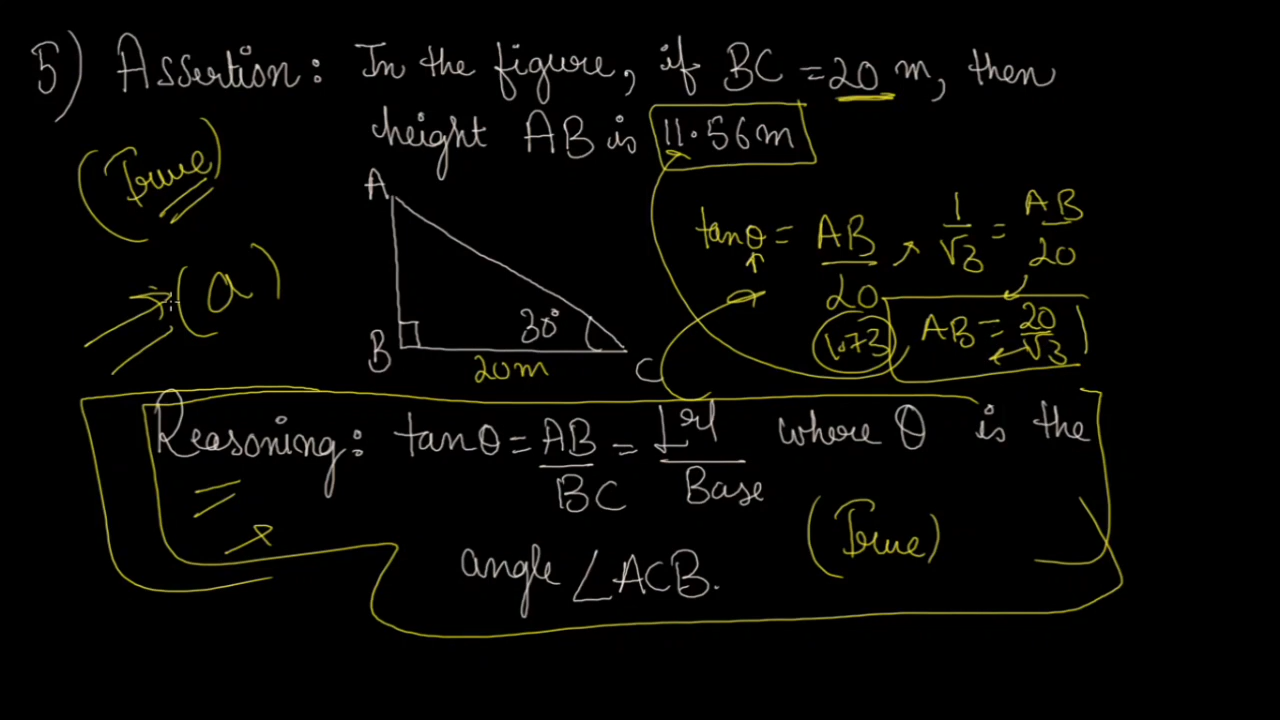 5) Assertion: In the figure, if BC = 20 m, then
height AB is 11.56m
(True)
(a)
A
B
C
30°
20m
tanθ = AB/20
1/√3 = AB/20
1.73
AB = 20/√3
Reasoning: tanθ = AB/BC = ⊥rl/Base where θ is the
angle ∠ACB.
(True)